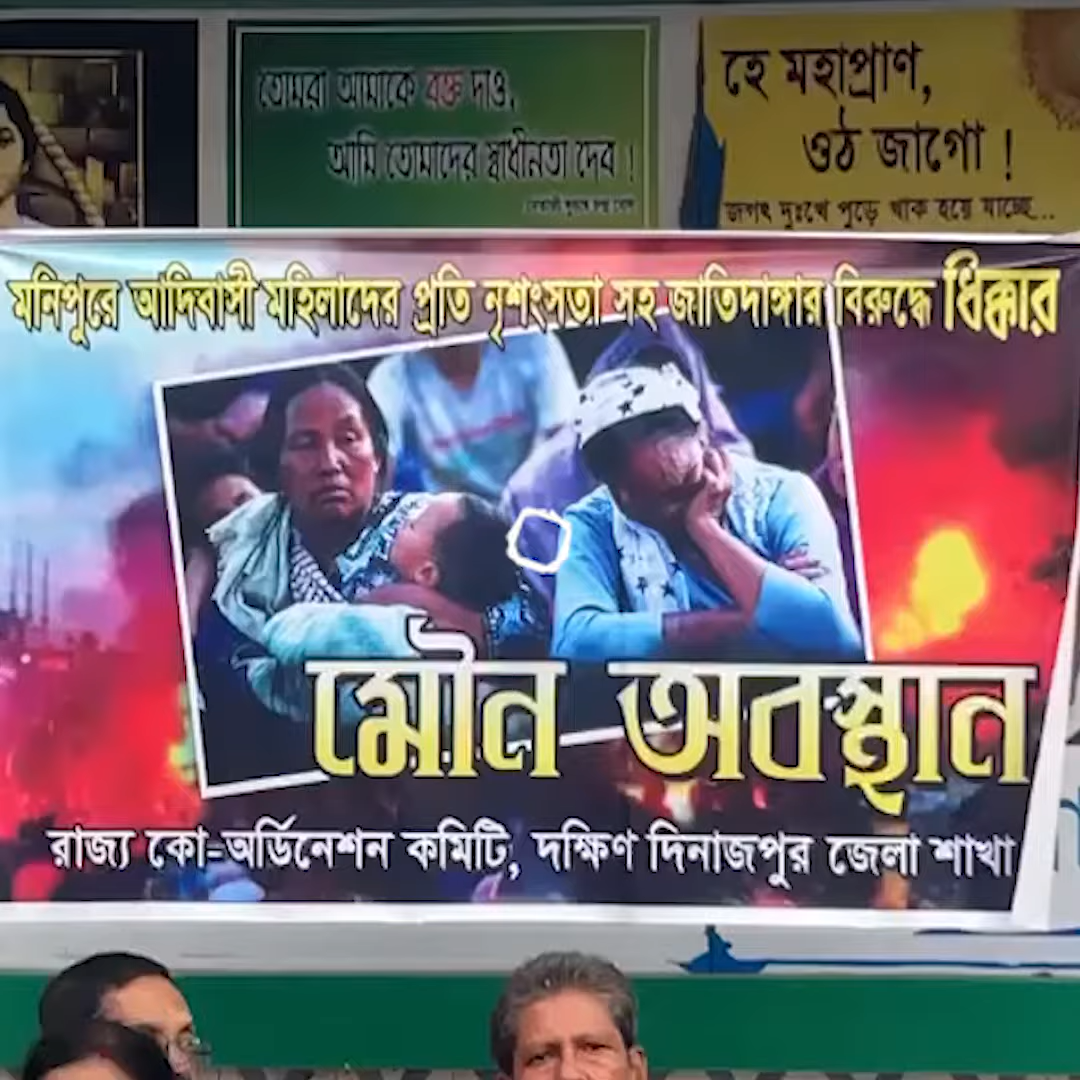 তোমরা আমাকে রক্ত দাও,
আমি তোমাদের স্বাধীনতা দেব !
হে মহাপ্রাণ,
ওঠ জাগো !
জগৎ দুঃখে পুড়ে খাক হয়ে যাচ্ছে...
মনিপুরে আদিবাসী মহিলাদের প্রতি নৃশংসতা সহ জাতিদাঙ্গার বিরুদ্ধে ধিক্কার
মৌন অবস্থান
রাজ্য কো-অর্ডিনেশন কমিটি, দক্ষিণ দিনাজপুর জেলা শাখা